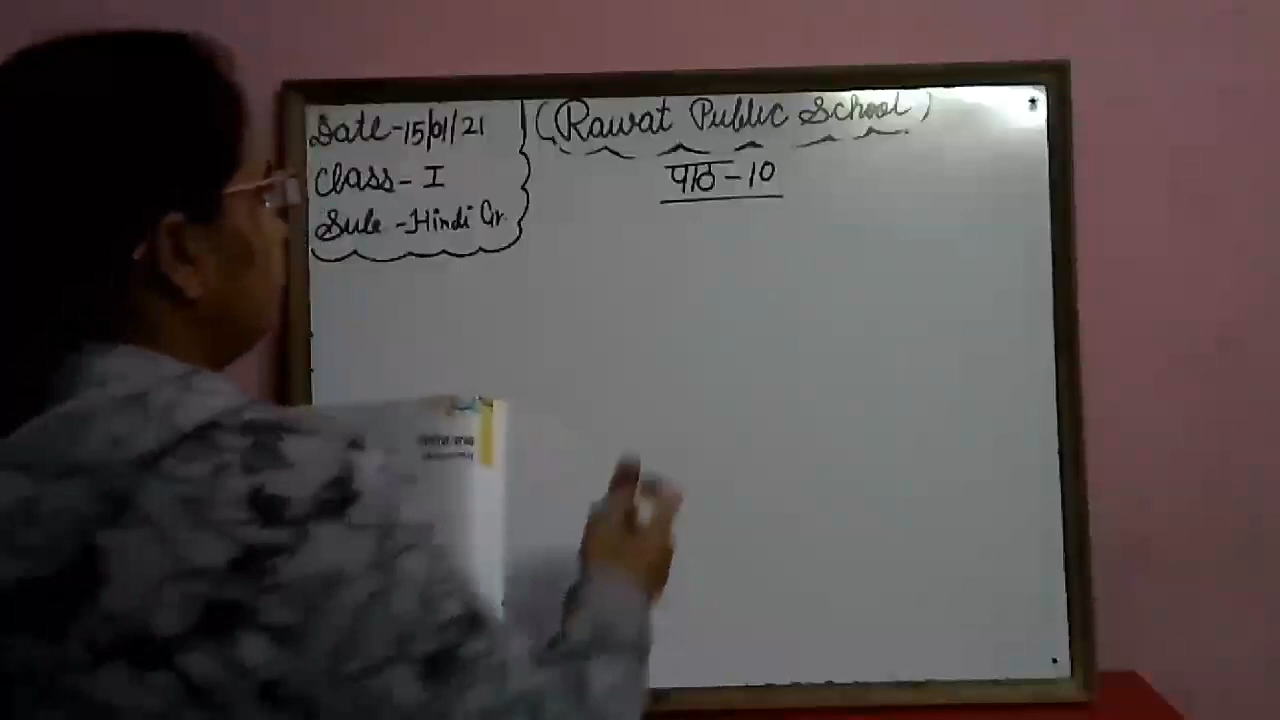 Date-15/01/21
Class-I
Sub-Hindi Gr.
(Rawat Public School)
पाठ-10